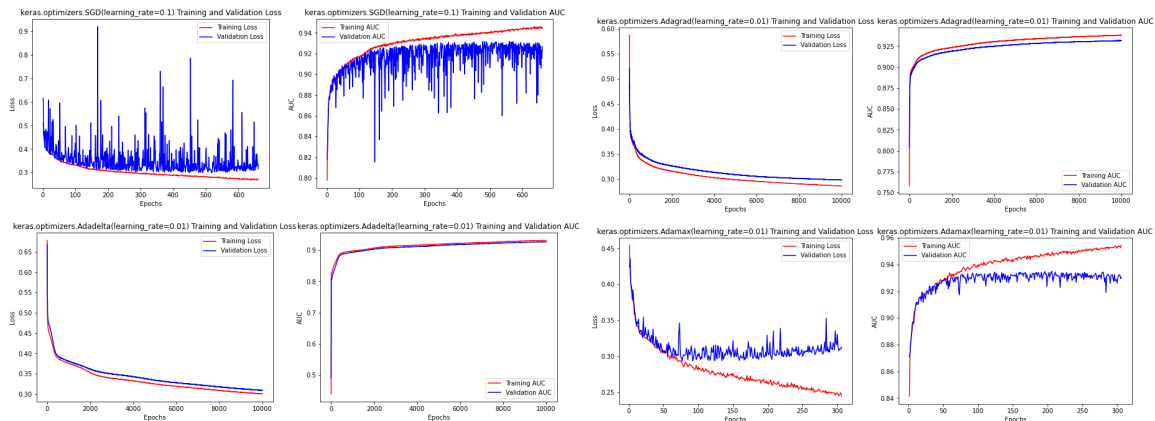 keras.optimizers.SGD(learning_rate=0.1) Training and Validation Loss
Training Loss
Validation Loss
0.9
0.8
0.7
0.6
0.5
0.4
0.3
Loss
0
100
200
300
400
500
600
Epochs
keras.optimizers.SGD(learning_rate=0.1) Training and Validation AUC
Training AUC
Validation AUC
0.94
0.92
0.90
0.88
0.86
0.84
0.82
0.80
AUC
0
100
200
300
400
500
600
Epochs
keras.optimizers.Adagrad(learning_rate=0.01) Training and Validation Loss
Training Loss
Validation Loss
0.60
0.55
0.50
0.45
0.40
0.35
0.30
Loss
0
2000
4000
6000
8000
10000
Epochs
keras.optimizers.Adagrad(learning_rate=0.01) Training and Validation AUC
0.925
0.900
0.875
0.850
0.825
0.800
0.775
0.750
AUC
Training AUC
Validation AUC
0
2000
4000
6000
8000
10000
Epochs
keras.optimizers.Adadelta(learning_rate=0.01) Training and Validation Loss
Training Loss
Validation Loss
0.65
0.60
0.55
0.50
0.45
0.40
0.35
0.30
Loss
0
2000
4000
6000
8000
10000
Epochs
keras.optimizers.Adadelta(learning_rate=0.01) Training and Validation AUC
0.9
0.8
0.7
0.6
0.5
AUC
Training AUC
Validation AUC
0
2000
4000
6000
8000
10000
Epochs
keras.optimizers.Adamax(learning_rate=0.01) Training and Validation Loss
Training Loss
Validation Loss
0.45
0.40
0.35
0.30
0.25
Loss
0
50
100
150
200
250
300
Epochs
keras.optimizers.Adamax(learning_rate=0.01) Training and Validation AUC
Training AUC
Validation AUC
0.96
0.94
0.92
0.90
0.88
0.86
0.84
AUC
0
50
100
150
200
250
300
Epochs